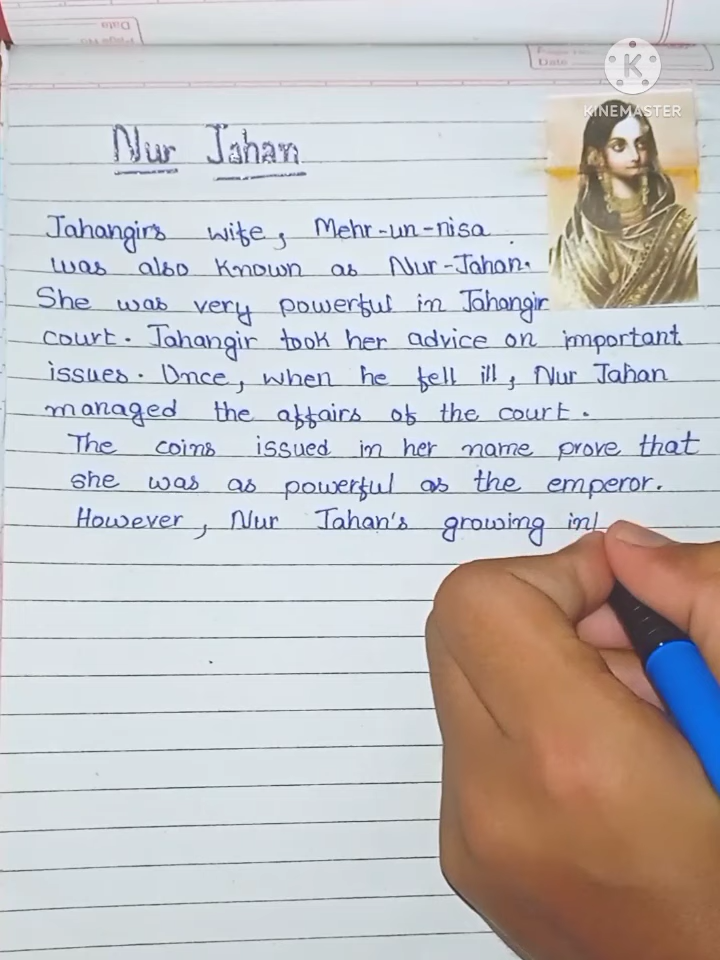 Date
Date
KINEMASTER
Nur Jahan
Jahangirs wife, Mehr-un-nisa
was also known as Nur-Jahan.
She was very powerful in Jahangir
court. Jahangir took her advice on important
issues. Once, when he fell ill, Nur Jahan
managed the affairs of the court.
The coins issued in her name prove that
she was as powerful as the emperor.
However, Nur Jahan's growing